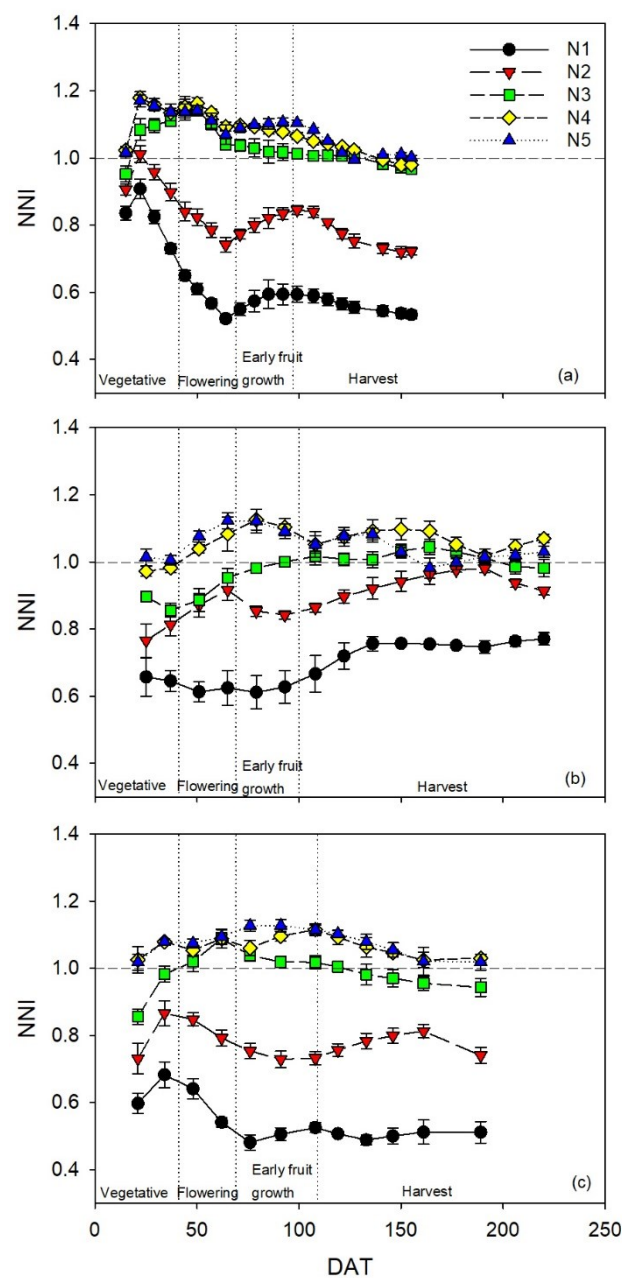 1.4
1.2
1.0
0.8
0.6
0.4
NNI
N1
N2
N3
N4
N5
Vegetative
Flowering
Early fruit
growth
Harvest
(a)
1.4
1.2
1.0
0.8
0.6
0.4
NNI
Vegetative
Flowering
Early fruit
growth
Harvest
(b)
1.4
1.2
1.0
0.8
0.6
0.4
NNI
Vegetative
Flowering
Early fruit
growth
Harvest
(c)
0 50 100 150 200 250
DAT